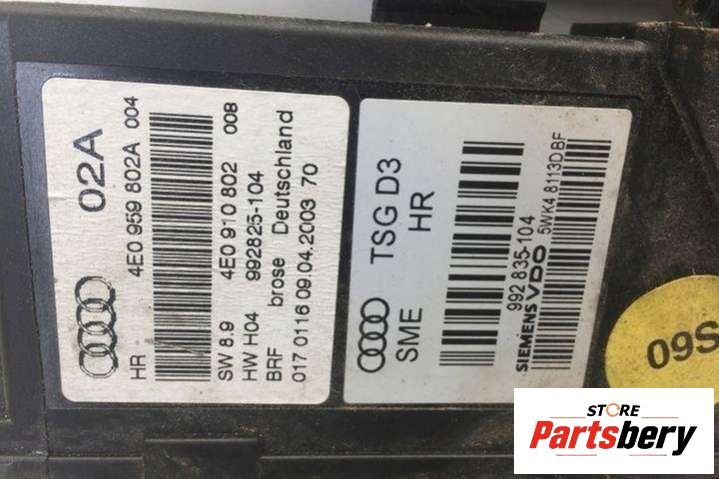 02A
HR 4E0 959 802A 004
SW 8.9 4E0 910 802 008
HW H04 992825-104
BRF brose Deutschland
017 0116 09.04.2003 70
TSG D3
SME HR
992 835-104
SIEMENS VDO 5WK4 8113D BF
S60
STORE
Partsbery